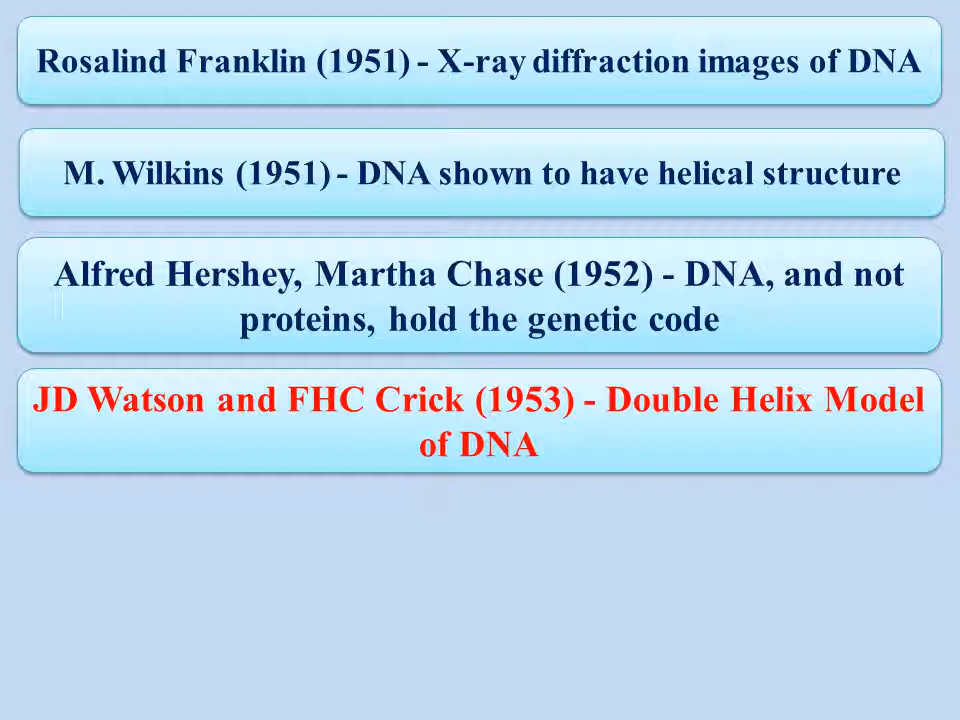 Rosalind Franklin (1951) - X-ray diffraction images of DNA
M. Wilkins (1951) - DNA shown to have helical structure
Alfred Hershey, Martha Chase (1952) - DNA, and not
proteins, hold the genetic code
JD Watson and FHC Crick (1953) - Double Helix Model
of DNA